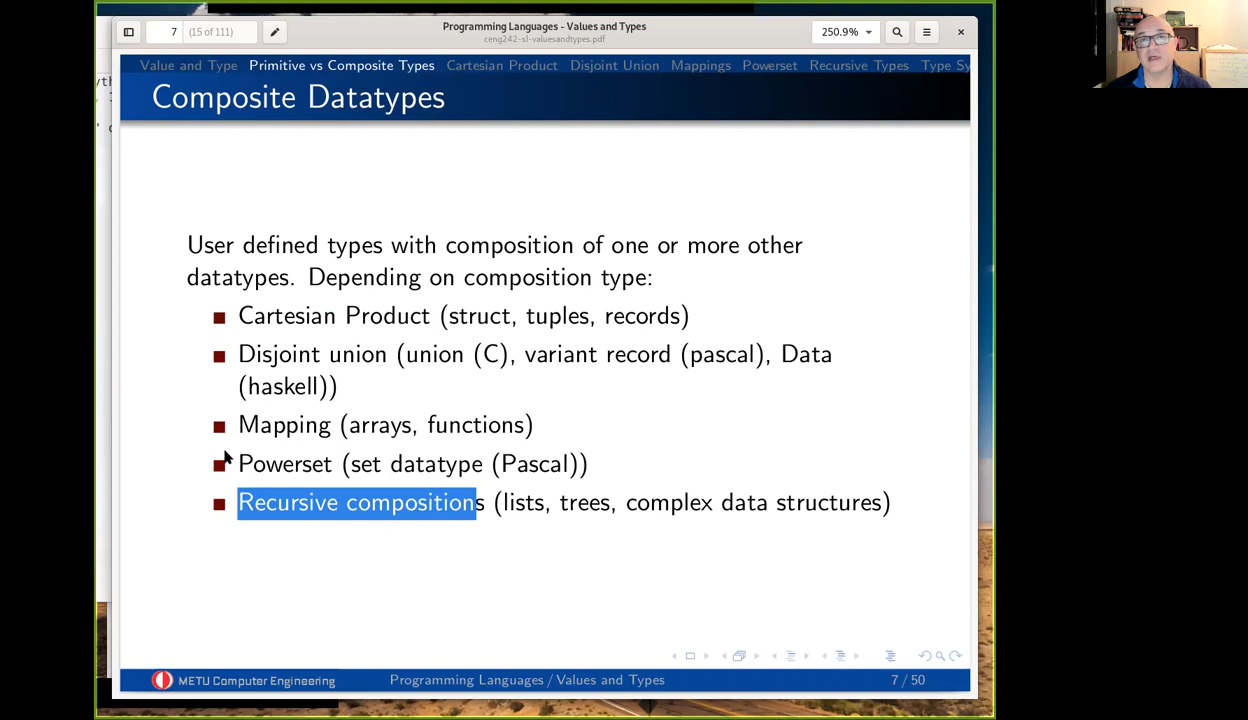 Programming Languages - Values and Types
7 (15 of 111)
ceng242-sl-valuesandtypes.pdf
250.9%
Value and Type Primitive vs Composite Types Cartesian Product Disjoint Union Mappings Powerset Recursive Types Type Sy
Composite Datatypes
User defined types with composition of one or more other
datatypes. Depending on composition type:
Cartesian Product (struct, tuples, records)
Disjoint union (union (C), variant record (pascal), Data
(haskell))
Mapping (arrays, functions)
Powerset (set datatype (Pascal))
Recursive compositions (lists, trees, complex data structures)
METU Computer Engineering Programming Languages / Values and Types 7 / 50